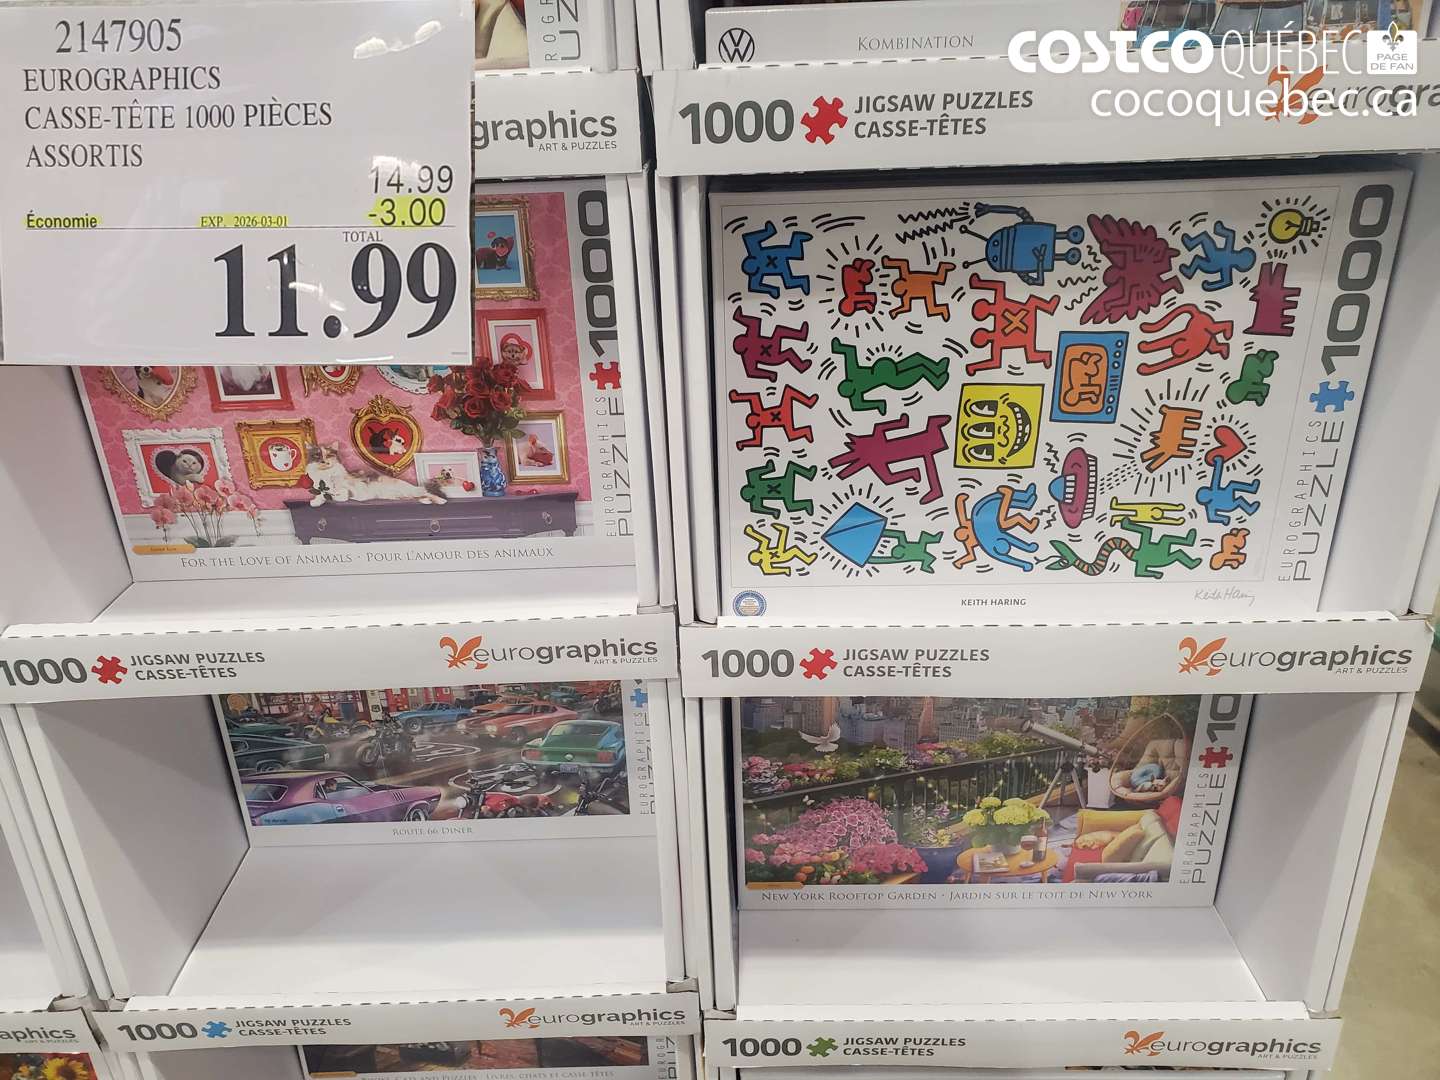 2147905
EUROGRAPHICS
CASSE-TÊTE 1000 PIÈCES
ASSORTIS
14.99
Économie EXP. 2026-03-01 -3.00
TOTAL
11.99
COSTCO QUÉBEC PAGE DE FAN
cocoquebec.ca
KOMBINATION
graphics
ART & PUZZLES
1000 JIGSAW PUZZLES
CASSE-TÊTES
1000
EUROGRAPHICS
PUZZLE
FOR THE LOVE OF ANIMALS · POUR L'AMOUR DES ANIMAUX
1000
EUROGRAPHICS
PUZZLE
KEITH HARING
Keith Haring
1000 JIGSAW PUZZLES
CASSE-TÊTES
eurographics
ART & PUZZLES
1000 JIGSAW PUZZLES
CASSE-TÊTES
eurographics
ART & PUZZLES
ROUTE 66 DINER
EUROGRAPHICS
PUZZLE
NEW YORK ROOFTOP GARDEN · JARDIN SUR LE TOIT DE NEW YORK
aphics
PUZZLES
1000 JIGSAW PUZZLES
CASSE-TÊTES
eurographics
ART & PUZZLES
1000 JIGSAW PUZZLES
CASSE-TÊTES
eurographics
ART & PUZZLES